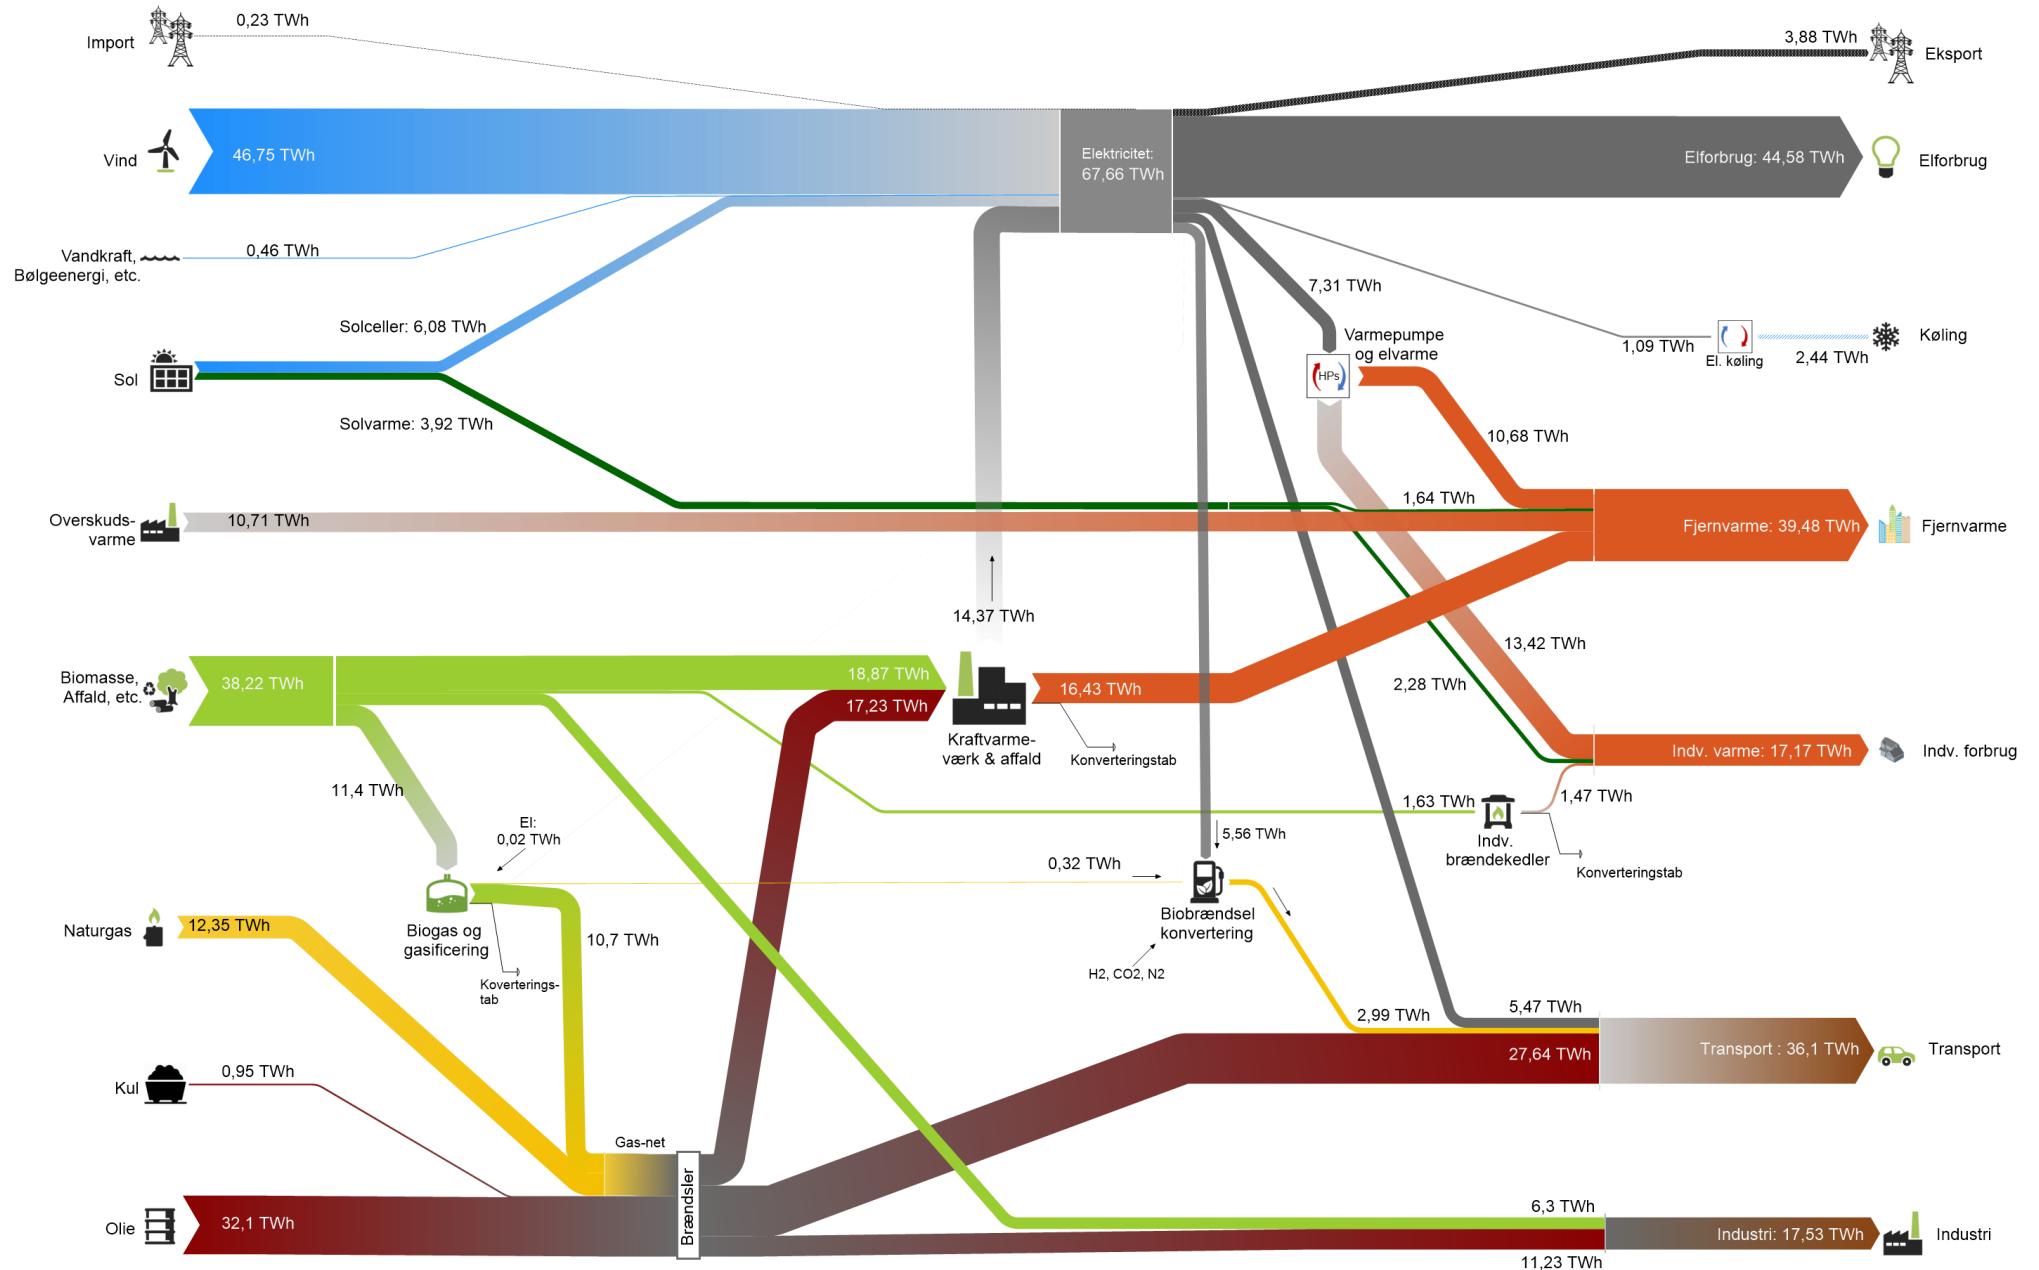 0,23 TWh
Import
3,88 TWh
Eksport
Vind
46,75 TWh
Elektricitet:
67,66 TWh
Elforbrug: 44,58 TWh
Elforbrug
Vandkraft,
Bølgeenergi, etc.
0,46 TWh
7,31 TWh
Solceller: 6,08 TWh
Varmepumpe
og elvarme
1,09 TWh
El. køling
2,44 TWh
Køling
Sol
HPs
Solvarme: 3,92 TWh
10,68 TWh
1,64 TWh
Overskuds-
varme
10,71 TWh
Fjernvarme: 39,48 TWh
Fjernvarme
14,37 TWh
13,42 TWh
Biomasse,
Affald, etc.
38,22 TWh
18,87 TWh
17,23 TWh
16,43 TWh
2,28 TWh
Kraftvarme-
værk & affald
Konverteringstab
Indv. varme: 17,17 TWh
Indv. forbrug
11,4 TWh
1,63 TWh
1,47 TWh
El:
0,02 TWh
5,56 TWh
Indv.
brændekedler
Konverteringstab
0,32 TWh
Naturgas
12,35 TWh
Biogas og
gasificering
10,7 TWh
Biobrændsel
konvertering
H2, CO2, N2
Koverterings-
tab
2,99 TWh
5,47 TWh
27,64 TWh
Transport : 36,1 TWh
Transport
Kul
0,95 TWh
Gas-net
Brændsler
Olie
32,1 TWh
6,3 TWh
Industri: 17,53 TWh
Industri
11,23 TWh